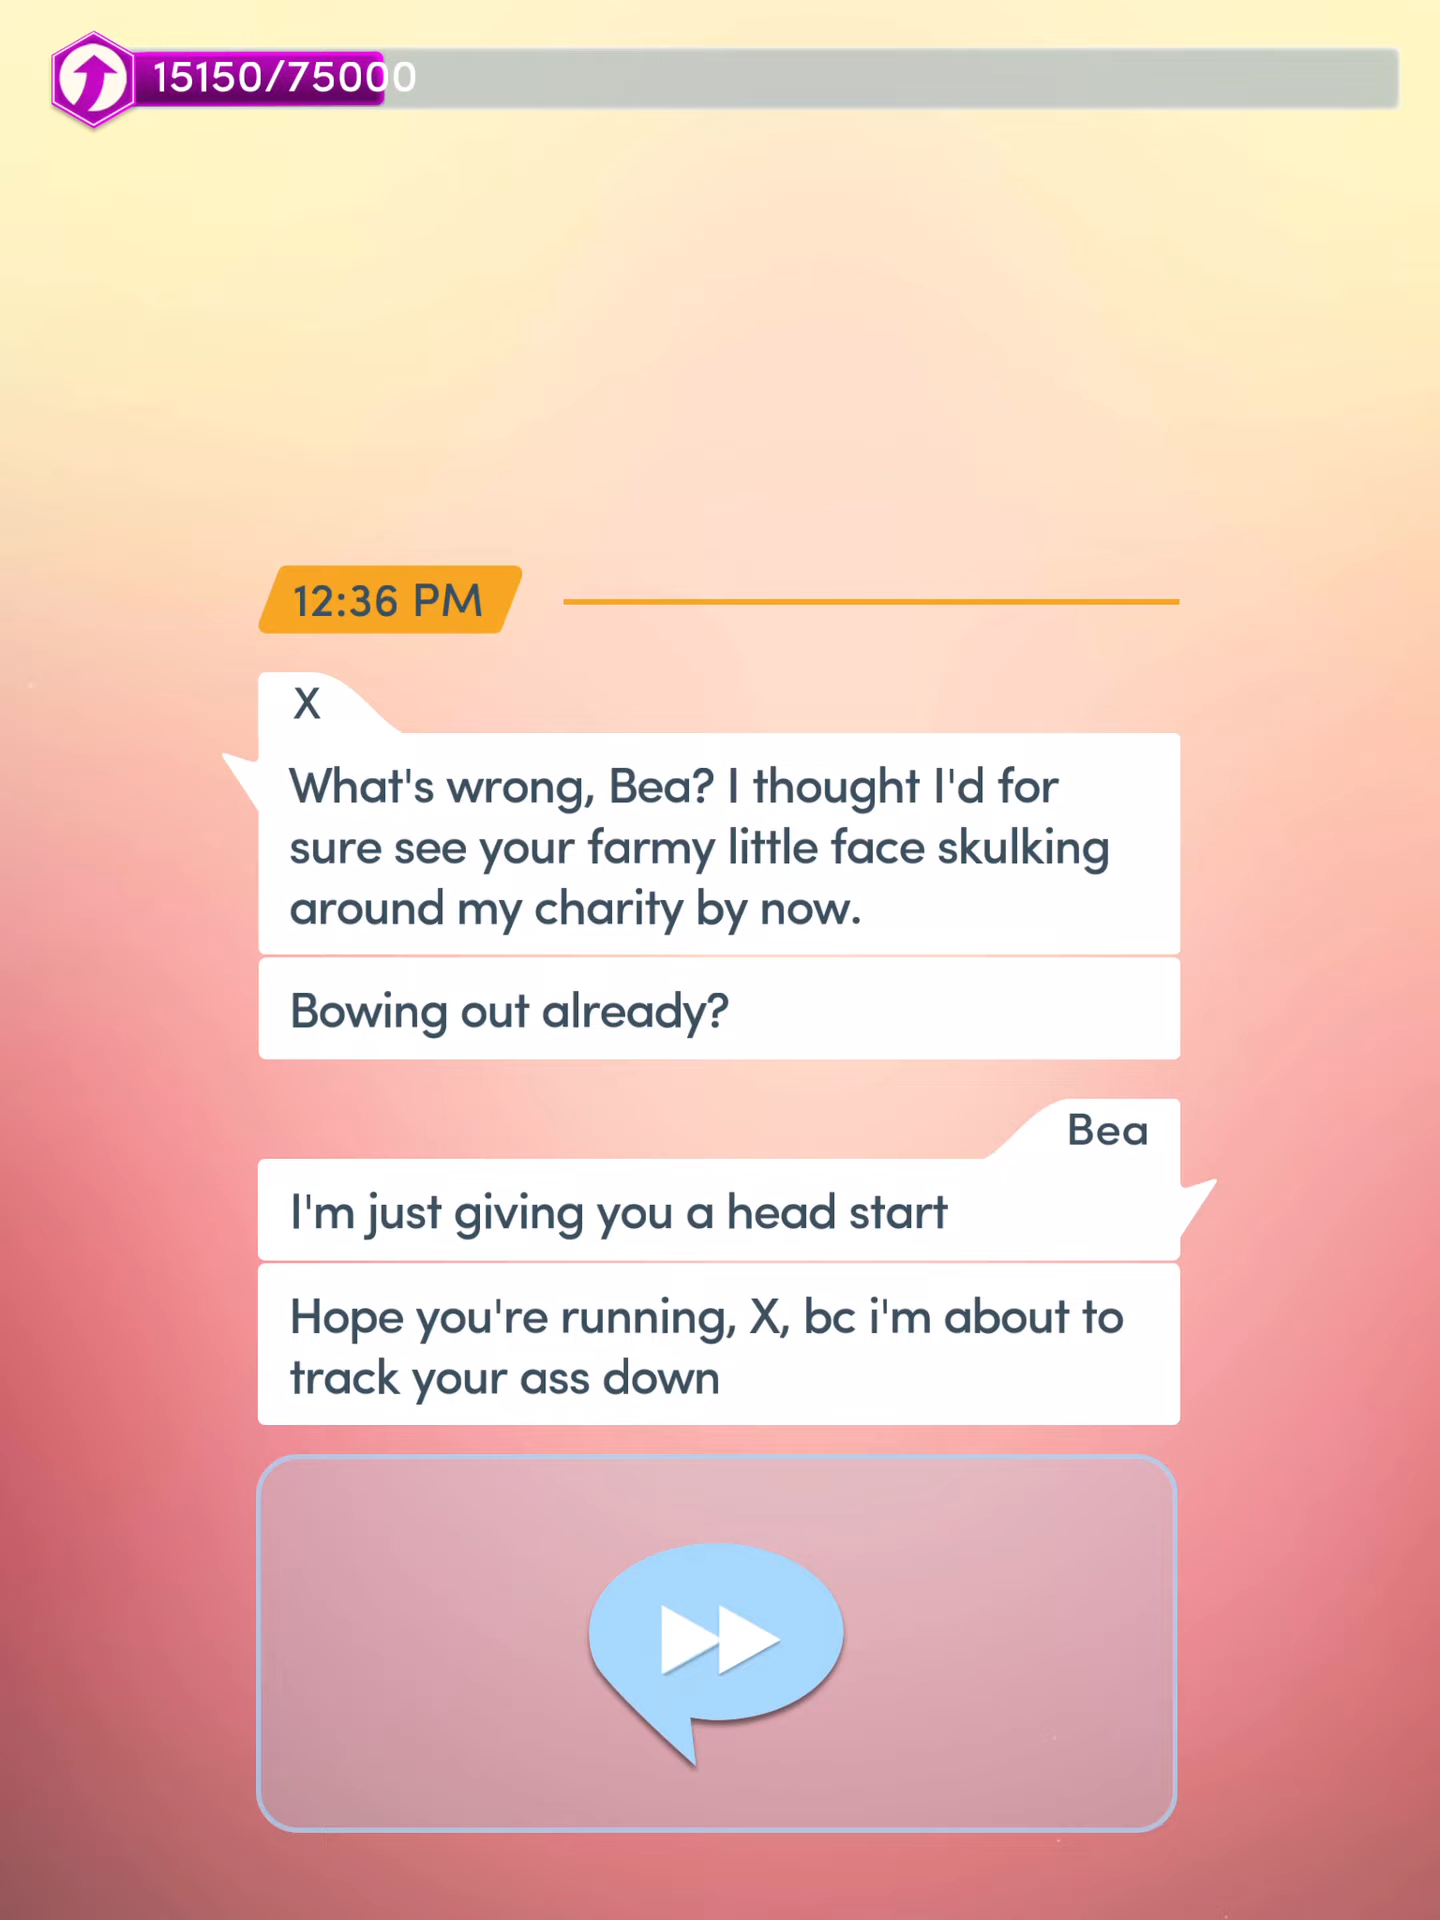 15150/75000
12:36 PM
X
What's wrong, Bea? I thought I'd for
sure see your farmy little face skulking
around my charity by now.
Bowing out already?
Bea
I'm just giving you a head start
Hope you're running, X, bc i'm about to
track your ass down